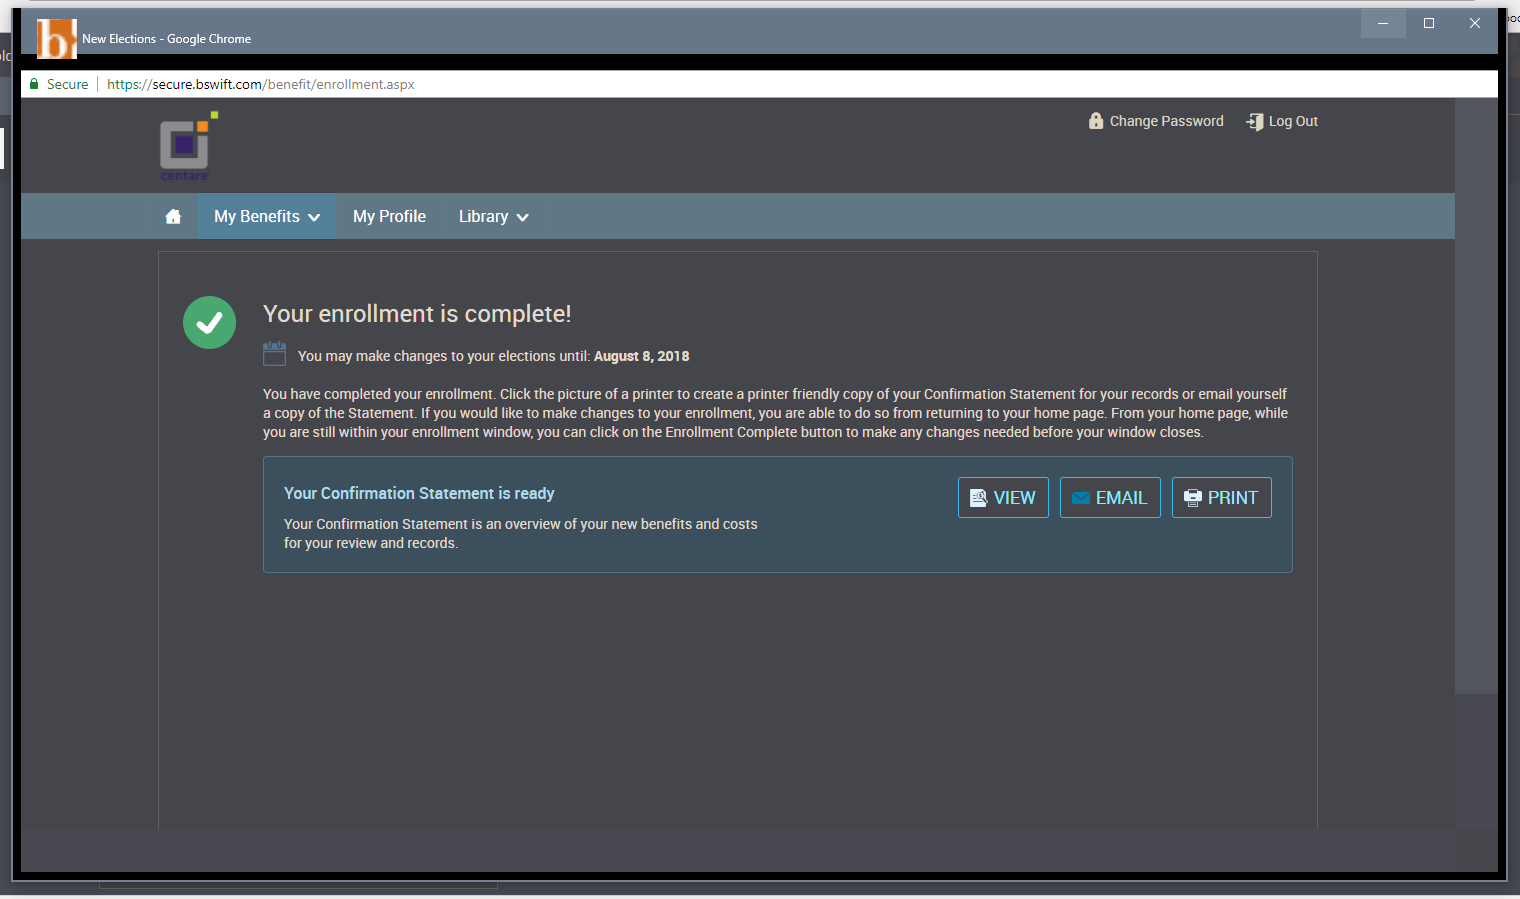 New Elections - Google Chrome
Secure https://secure.bswift.com/benefit/enrollment.aspx
centare
Change Password Log Out
My Benefits My Profile Library
Your enrollment is complete!
You may make changes to your elections until: August 8, 2018
You have completed your enrollment. Click the picture of a printer to create a printer friendly copy of your Confirmation Statement for your records or email yourself
a copy of the Statement. If you would like to make changes to your enrollment, you are able to do so from returning to your home page. From your home page, while
you are still within your enrollment window, you can click on the Enrollment Complete button to make any changes needed before your window closes.
Your Confirmation Statement is ready
VIEW EMAIL PRINT
Your Confirmation Statement is an overview of your new benefits and costs
for your review and records.